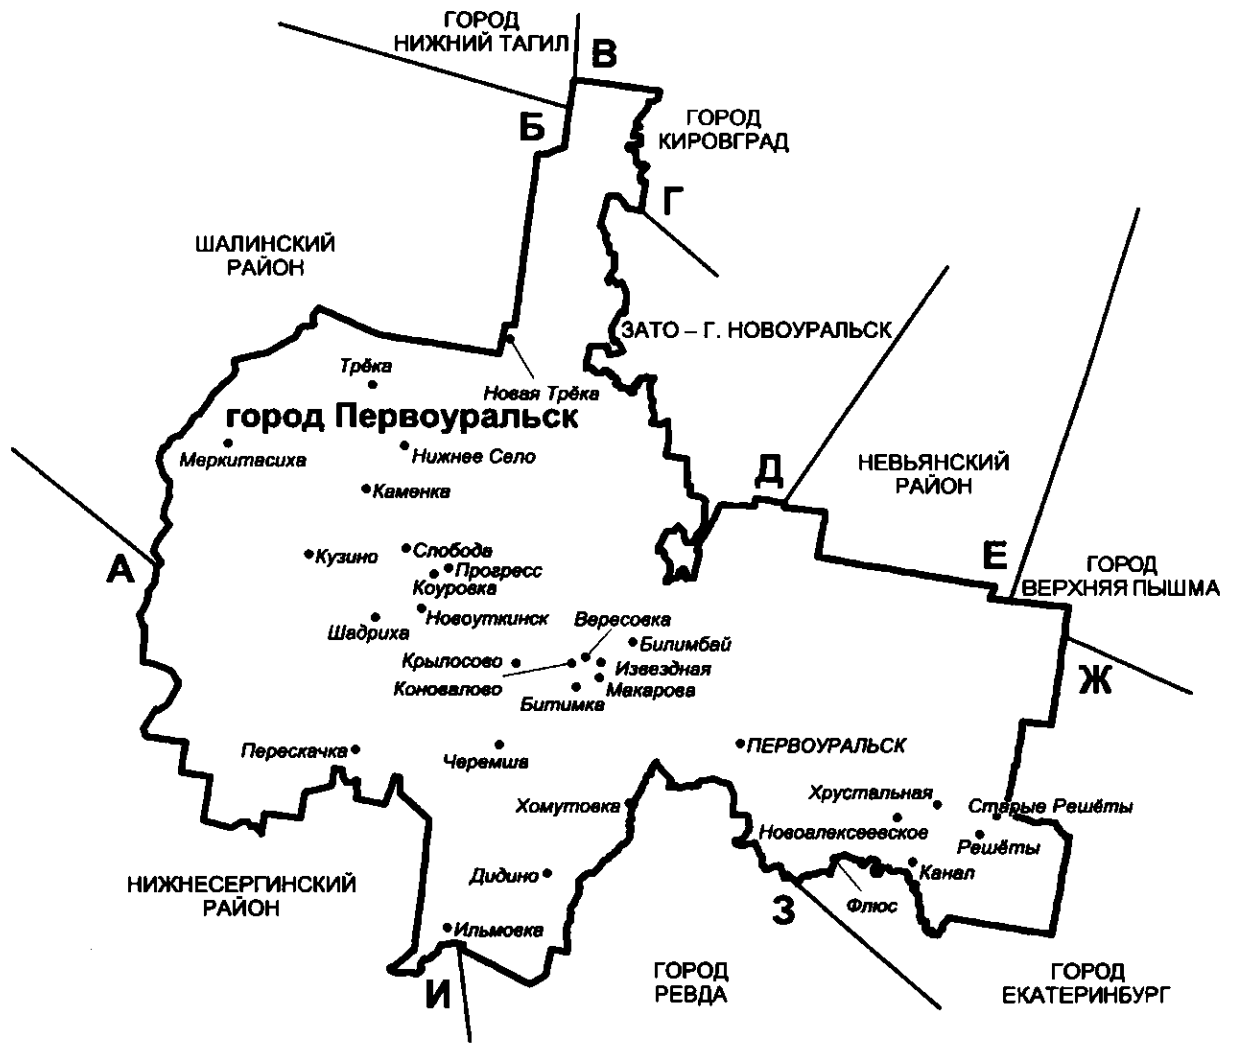 ГОРОД
НИЖНИЙ ТАГИЛ
В
Б
ГОРОД
КИРОВГРАД
Г
ШАЛИНСКИЙ
РАЙОН
ЗАТО – Г. НОВОУРАЛЬСК
Трёка
Новая Трёка
город Первоуральск
Меркитасиха
Нижнее Село
Каменка
Д
НЕВЬЯНСКИЙ
РАЙОН
А
Кузино
Слобода
Прогресс
Коуровка
Е
ГОРОД
ВЕРХНЯЯ ПЫШМА
Новоуткинск
Шадриха
Вересовка
Билимбай
Крылосово
Извездная
Коновалово
Макарова
Битимка
Ж
Перескачка
Черемша
ПЕРВОУРАЛЬСК
Хомутовка
Хрустальная
Старые Решёты
Новоалексеевское
Решёты
Дидино
Канал
НИЖНЕСЕРГИНСКИЙ
РАЙОН
З
Флюс
Ильмовка
И
ГОРОД
РЕВДА
ГОРОД
ЕКАТЕРИНБУРГ